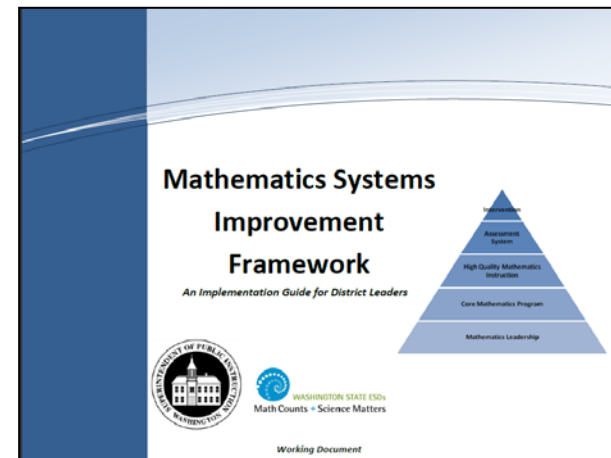 Mathematics Systems
Improvement
Framework
An Implementation Guide for District Leaders
Intervention
Assessment
System
High Quality Mathematics
Instruction
Core Mathematics Program
Mathematics Leadership
SUPERINTENDENT OF PUBLIC INSTRUCTION
WASHINGTON
WASHINGTON STATE ESDs
Math Counts + Science Matters
Working Document